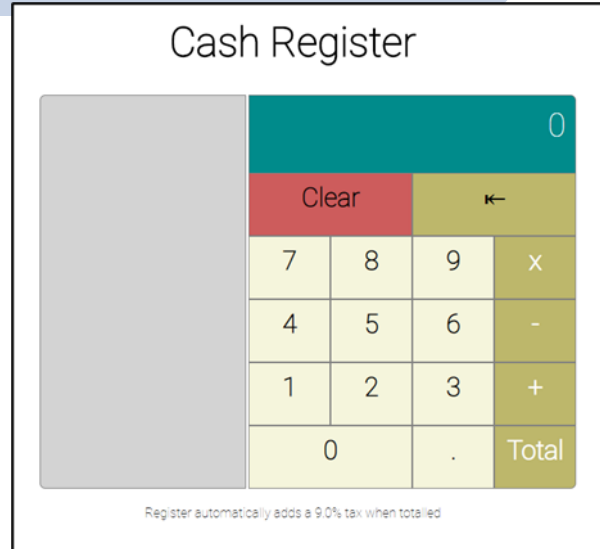 Cash Register
0
Clear ⇤
7 8 9 x
4 5 6 -
1 2 3 +
0 . Total
Register automatically adds a 9.0% tax when totalled